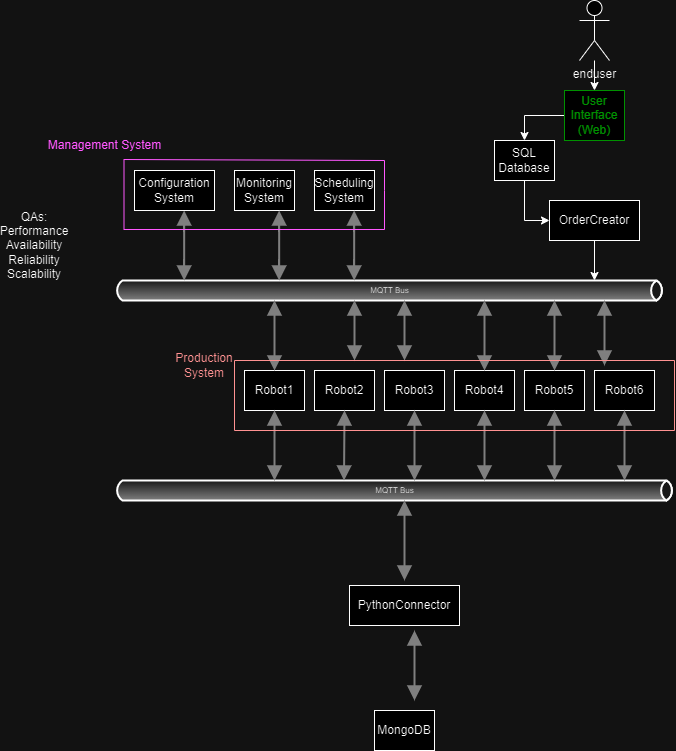 enduser
User
Interface
(Web)
Management System
SQL
Database
Configuration
System
Monitoring
System
Scheduling
System
QAs:
Performance
Availability
Reliability
Scalability
OrderCreator
MQTT Bus
Production
System
Robot1
Robot2
Robot3
Robot4
Robot5
Robot6
MQTT Bus
PythonConnector
MongoDB